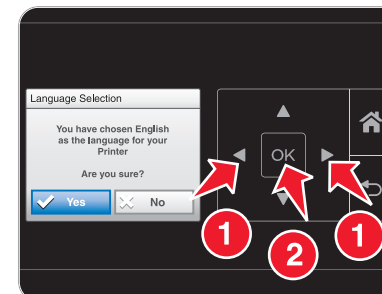 Language Selection
You have chosen English
as the language for your
Printer
Are you sure?
Yes
No
OK
1
2
1